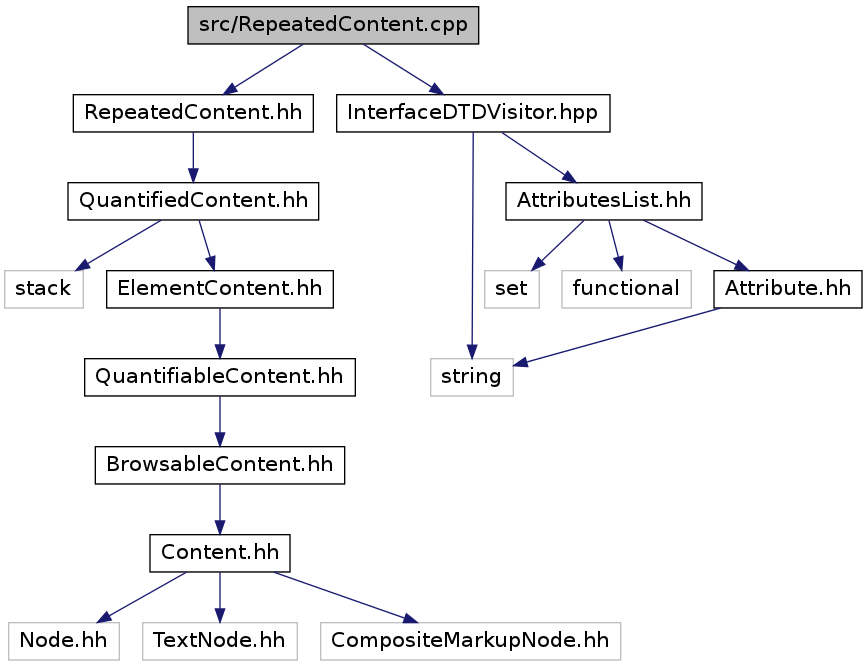 src/RepeatedContent.cpp
RepeatedContent.hh
InterfaceDTDVisitor.hpp
QuantifiedContent.hh
AttributesList.hh
stack
ElementContent.hh
set
functional
Attribute.hh
QuantifiableContent.hh
string
BrowsableContent.hh
Content.hh
Node.hh
TextNode.hh
CompositeMarkupNode.hh